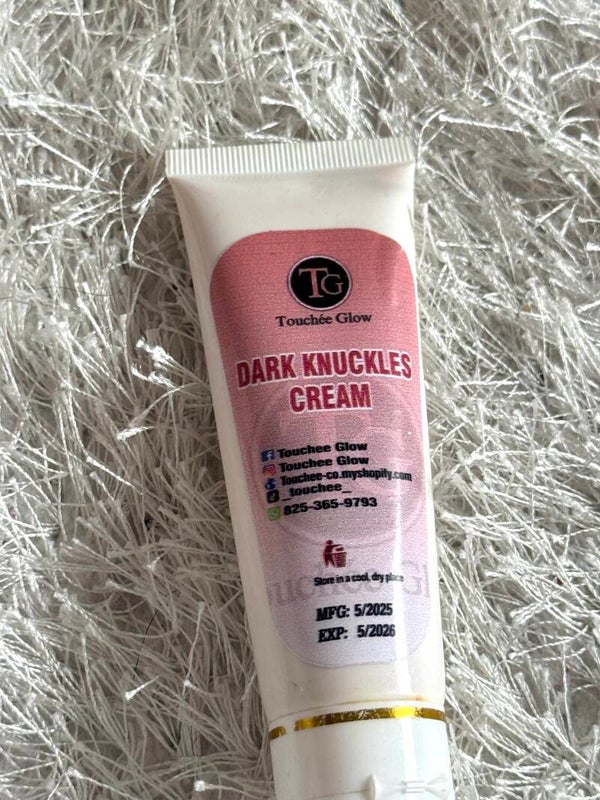 TG
Touchée Glow
DARK KNUCKLES
CREAM
Touchee Glow
Touchee Glow
Touchee-co.myshopify.com
_touchee_
825-365-9793
Store in a cool, dry place
MFG: 5/2025
EXP: 5/2026